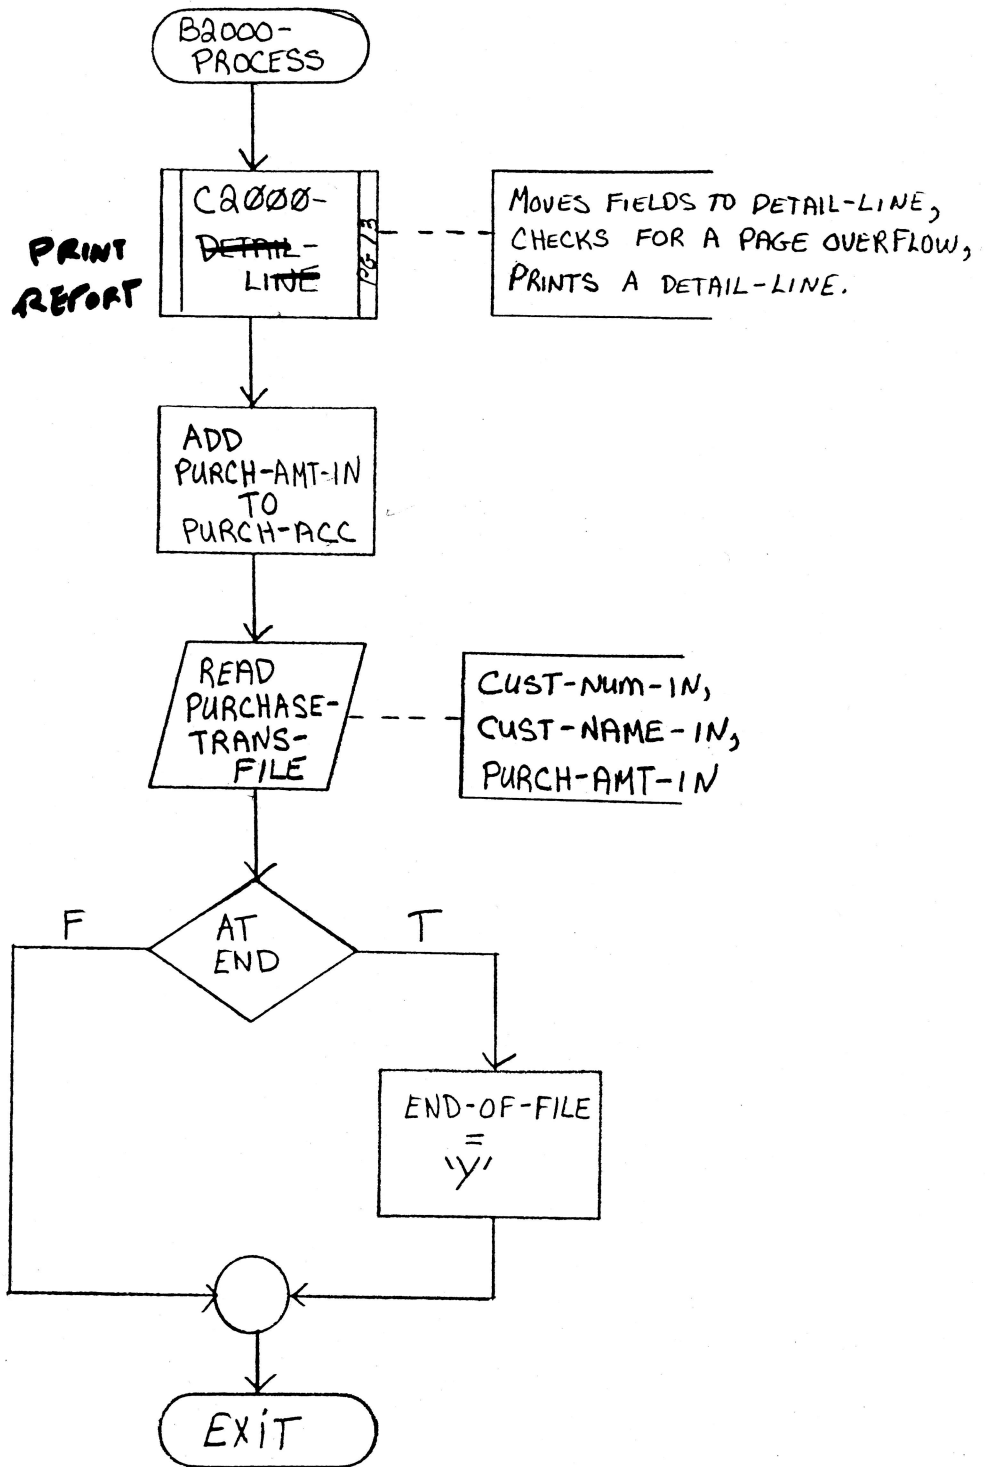 B2000-
PROCESS
C2000-
DETAIL-
LINE
PG 13
PRINT
REPORT
MOVES FIELDS TO DETAIL-LINE,
CHECKS FOR A PAGE OVERFLOW,
PRINTS A DETAIL-LINE.
ADD
PURCH-AMT-IN
TO
PURCH-ACC
READ
PURCHASE-
TRANS-
FILE
CUST-NUM-IN,
CUST-NAME-IN,
PURCH-AMT-IN
F
AT
END
T
END-OF-FILE
=
'Y'
EXIT